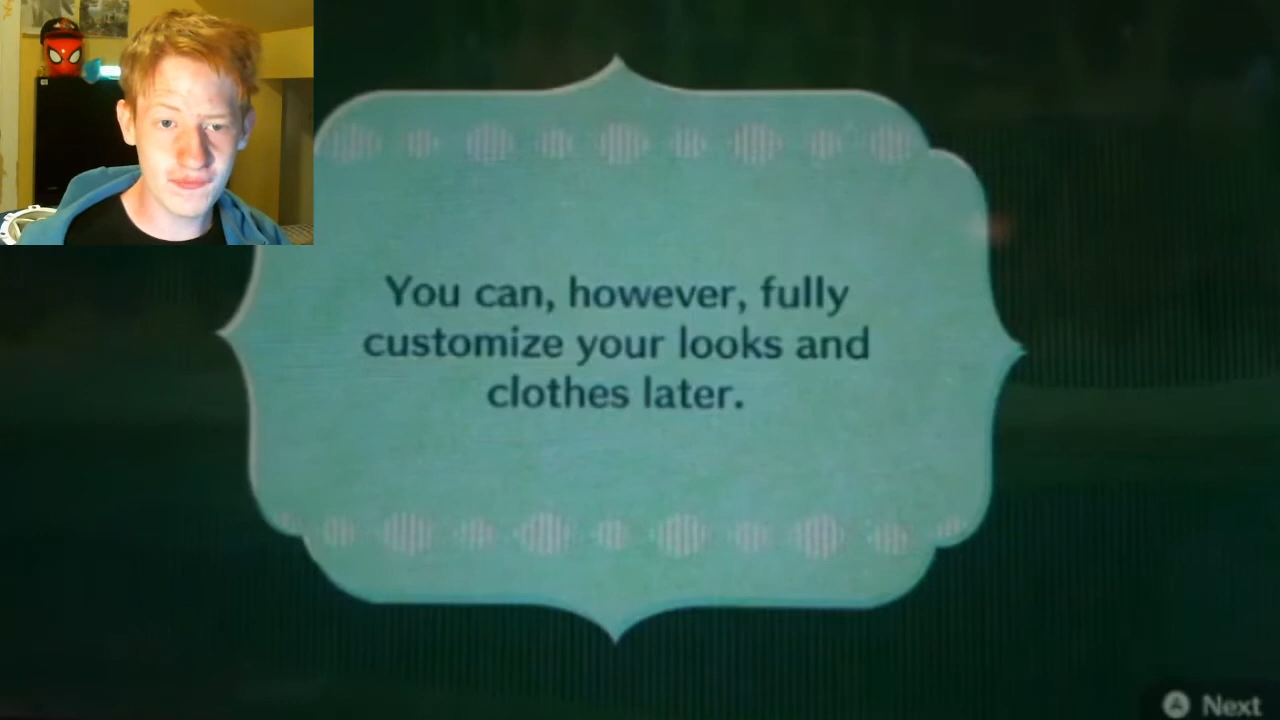 You can, however, fully
customize your looks and
clothes later.
A Next